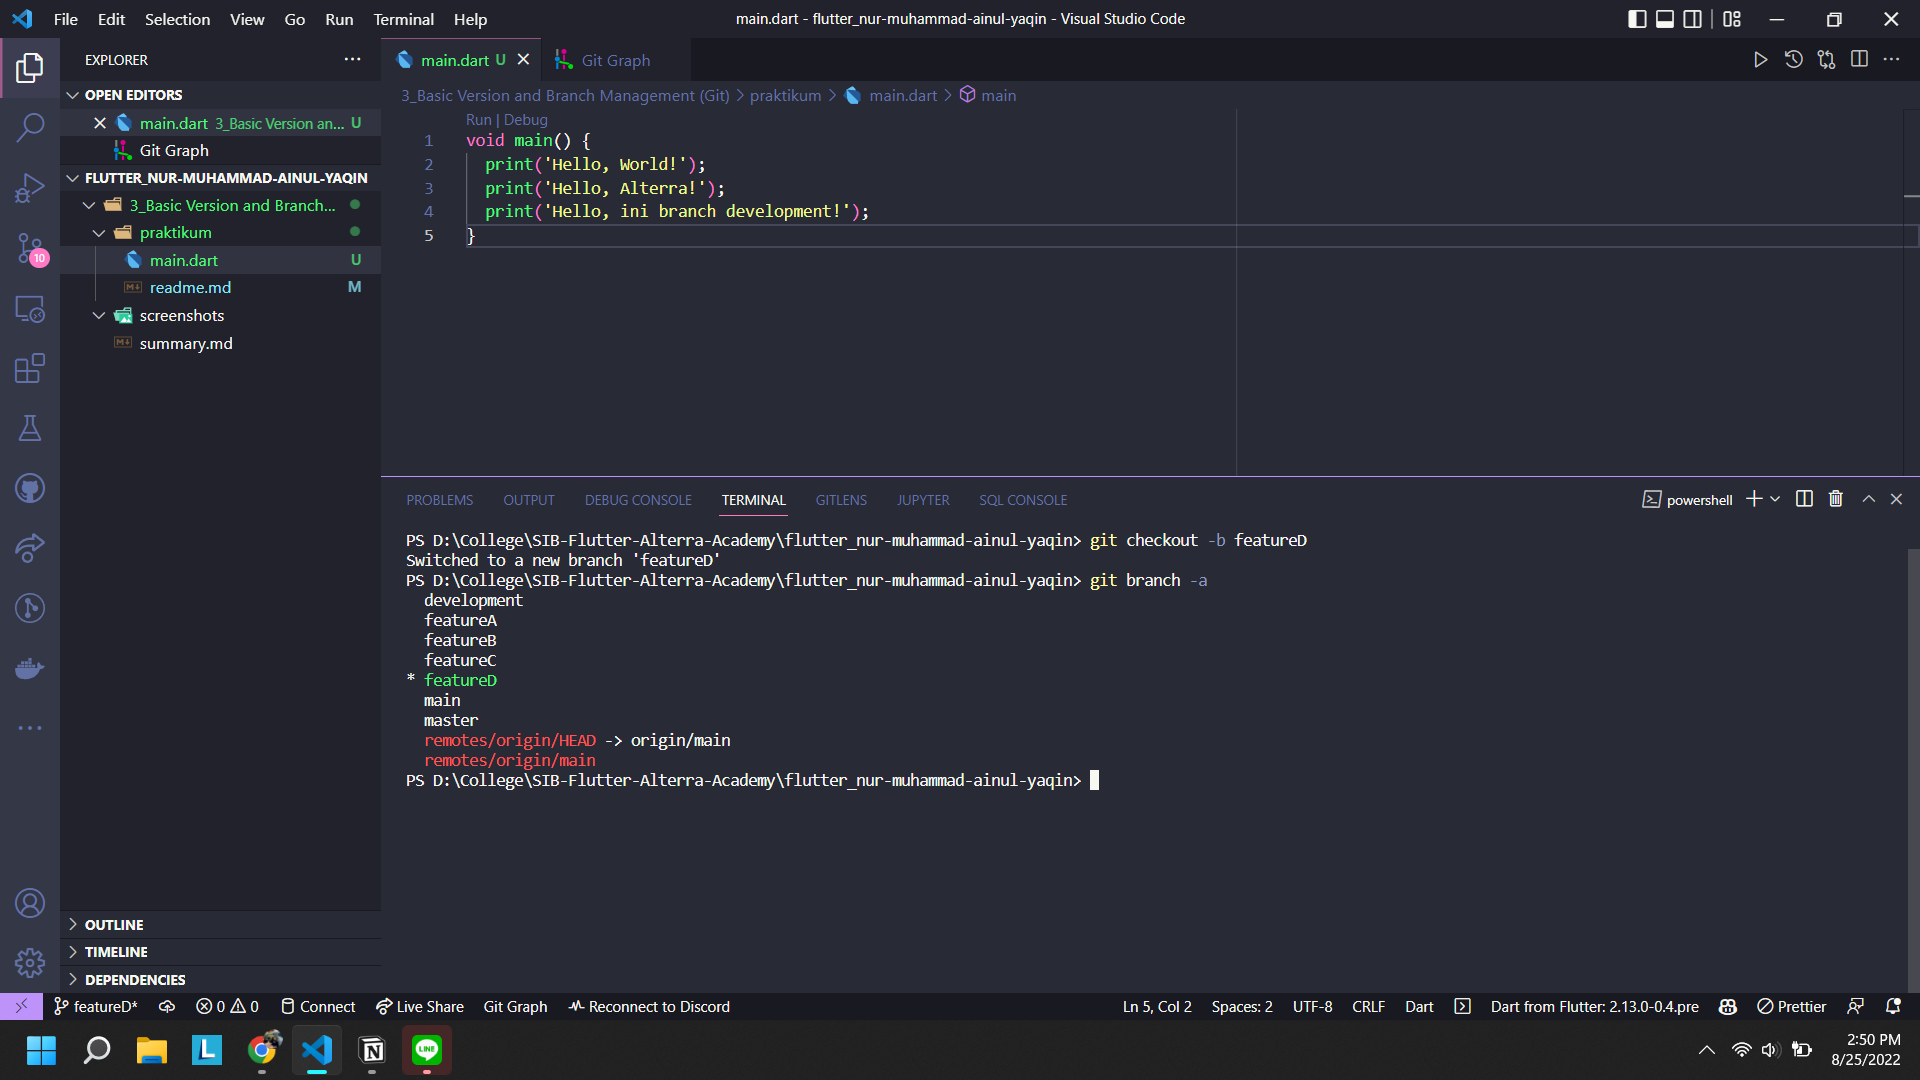 File Edit Selection View Go Run Terminal Help
main.dart - flutter_nur-muhammad-ainul-yaqin - Visual Studio Code
EXPLORER
OPEN EDITORS
main.dart 3_Basic Version an... U
Git Graph
FLUTTER_NUR-MUHAMMAD-AINUL-YAQIN
3_Basic Version and Branch...
praktikum
main.dart U
readme.md M
screenshots
summary.md
10
OUTLINE
TIMELINE
DEPENDENCIES
main.dart U
Git Graph
3_Basic Version and Branch Management (Git) > praktikum > main.dart > main
Run | Debug
1 void main() {
2 print('Hello, World!');
3 print('Hello, Alterra!');
4 print('Hello, ini branch development!');
5 }
PROBLEMS OUTPUT DEBUG CONSOLE TERMINAL GITLENS JUPYTER SQL CONSOLE
powershell
PS D:\College\SIB-Flutter-Alterra-Academy\flutter_nur-muhammad-ainul-yaqin> git checkout -b featureD
Switched to a new branch 'featureD'
PS D:\College\SIB-Flutter-Alterra-Academy\flutter_nur-muhammad-ainul-yaqin> git branch -a
development
featureA
featureB
featureC
* featureD
main
master
remotes/origin/HEAD -> origin/main
remotes/origin/main
PS D:\College\SIB-Flutter-Alterra-Academy\flutter_nur-muhammad-ainul-yaqin>
featureD* 0 0 Connect Live Share Git Graph Reconnect to Discord
Ln 5, Col 2 Spaces: 2 UTF-8 CRLF Dart Dart from Flutter: 2.13.0-0.4.pre Prettier
L
N
LINE
2:50 PM
8/25/2022